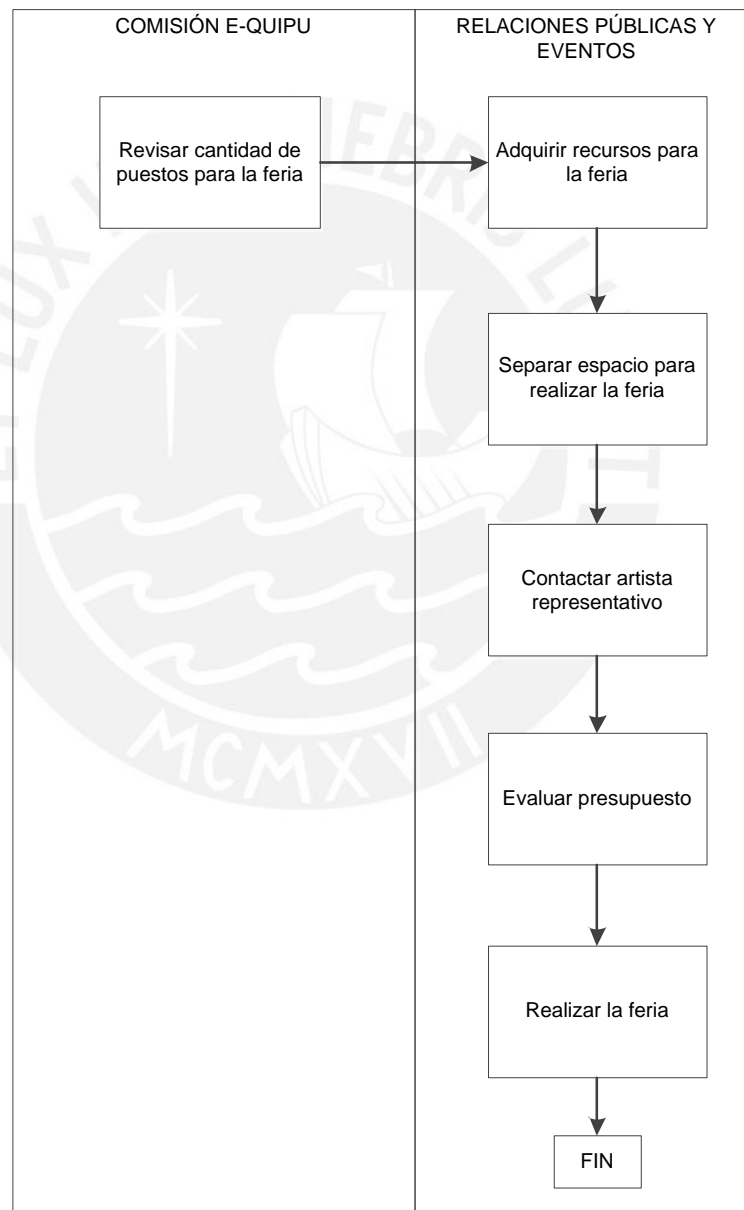 COMISIÓN E-QUIPU
RELACIONES PÚBLICAS Y
EVENTOS
Revisar cantidad de
puestos para la feria
Adquirir recursos para
la feria
Separar espacio para
realizar la feria
Contactar artista
representativo
Evaluar presupuesto
Realizar la feria
FIN
MCMXVII